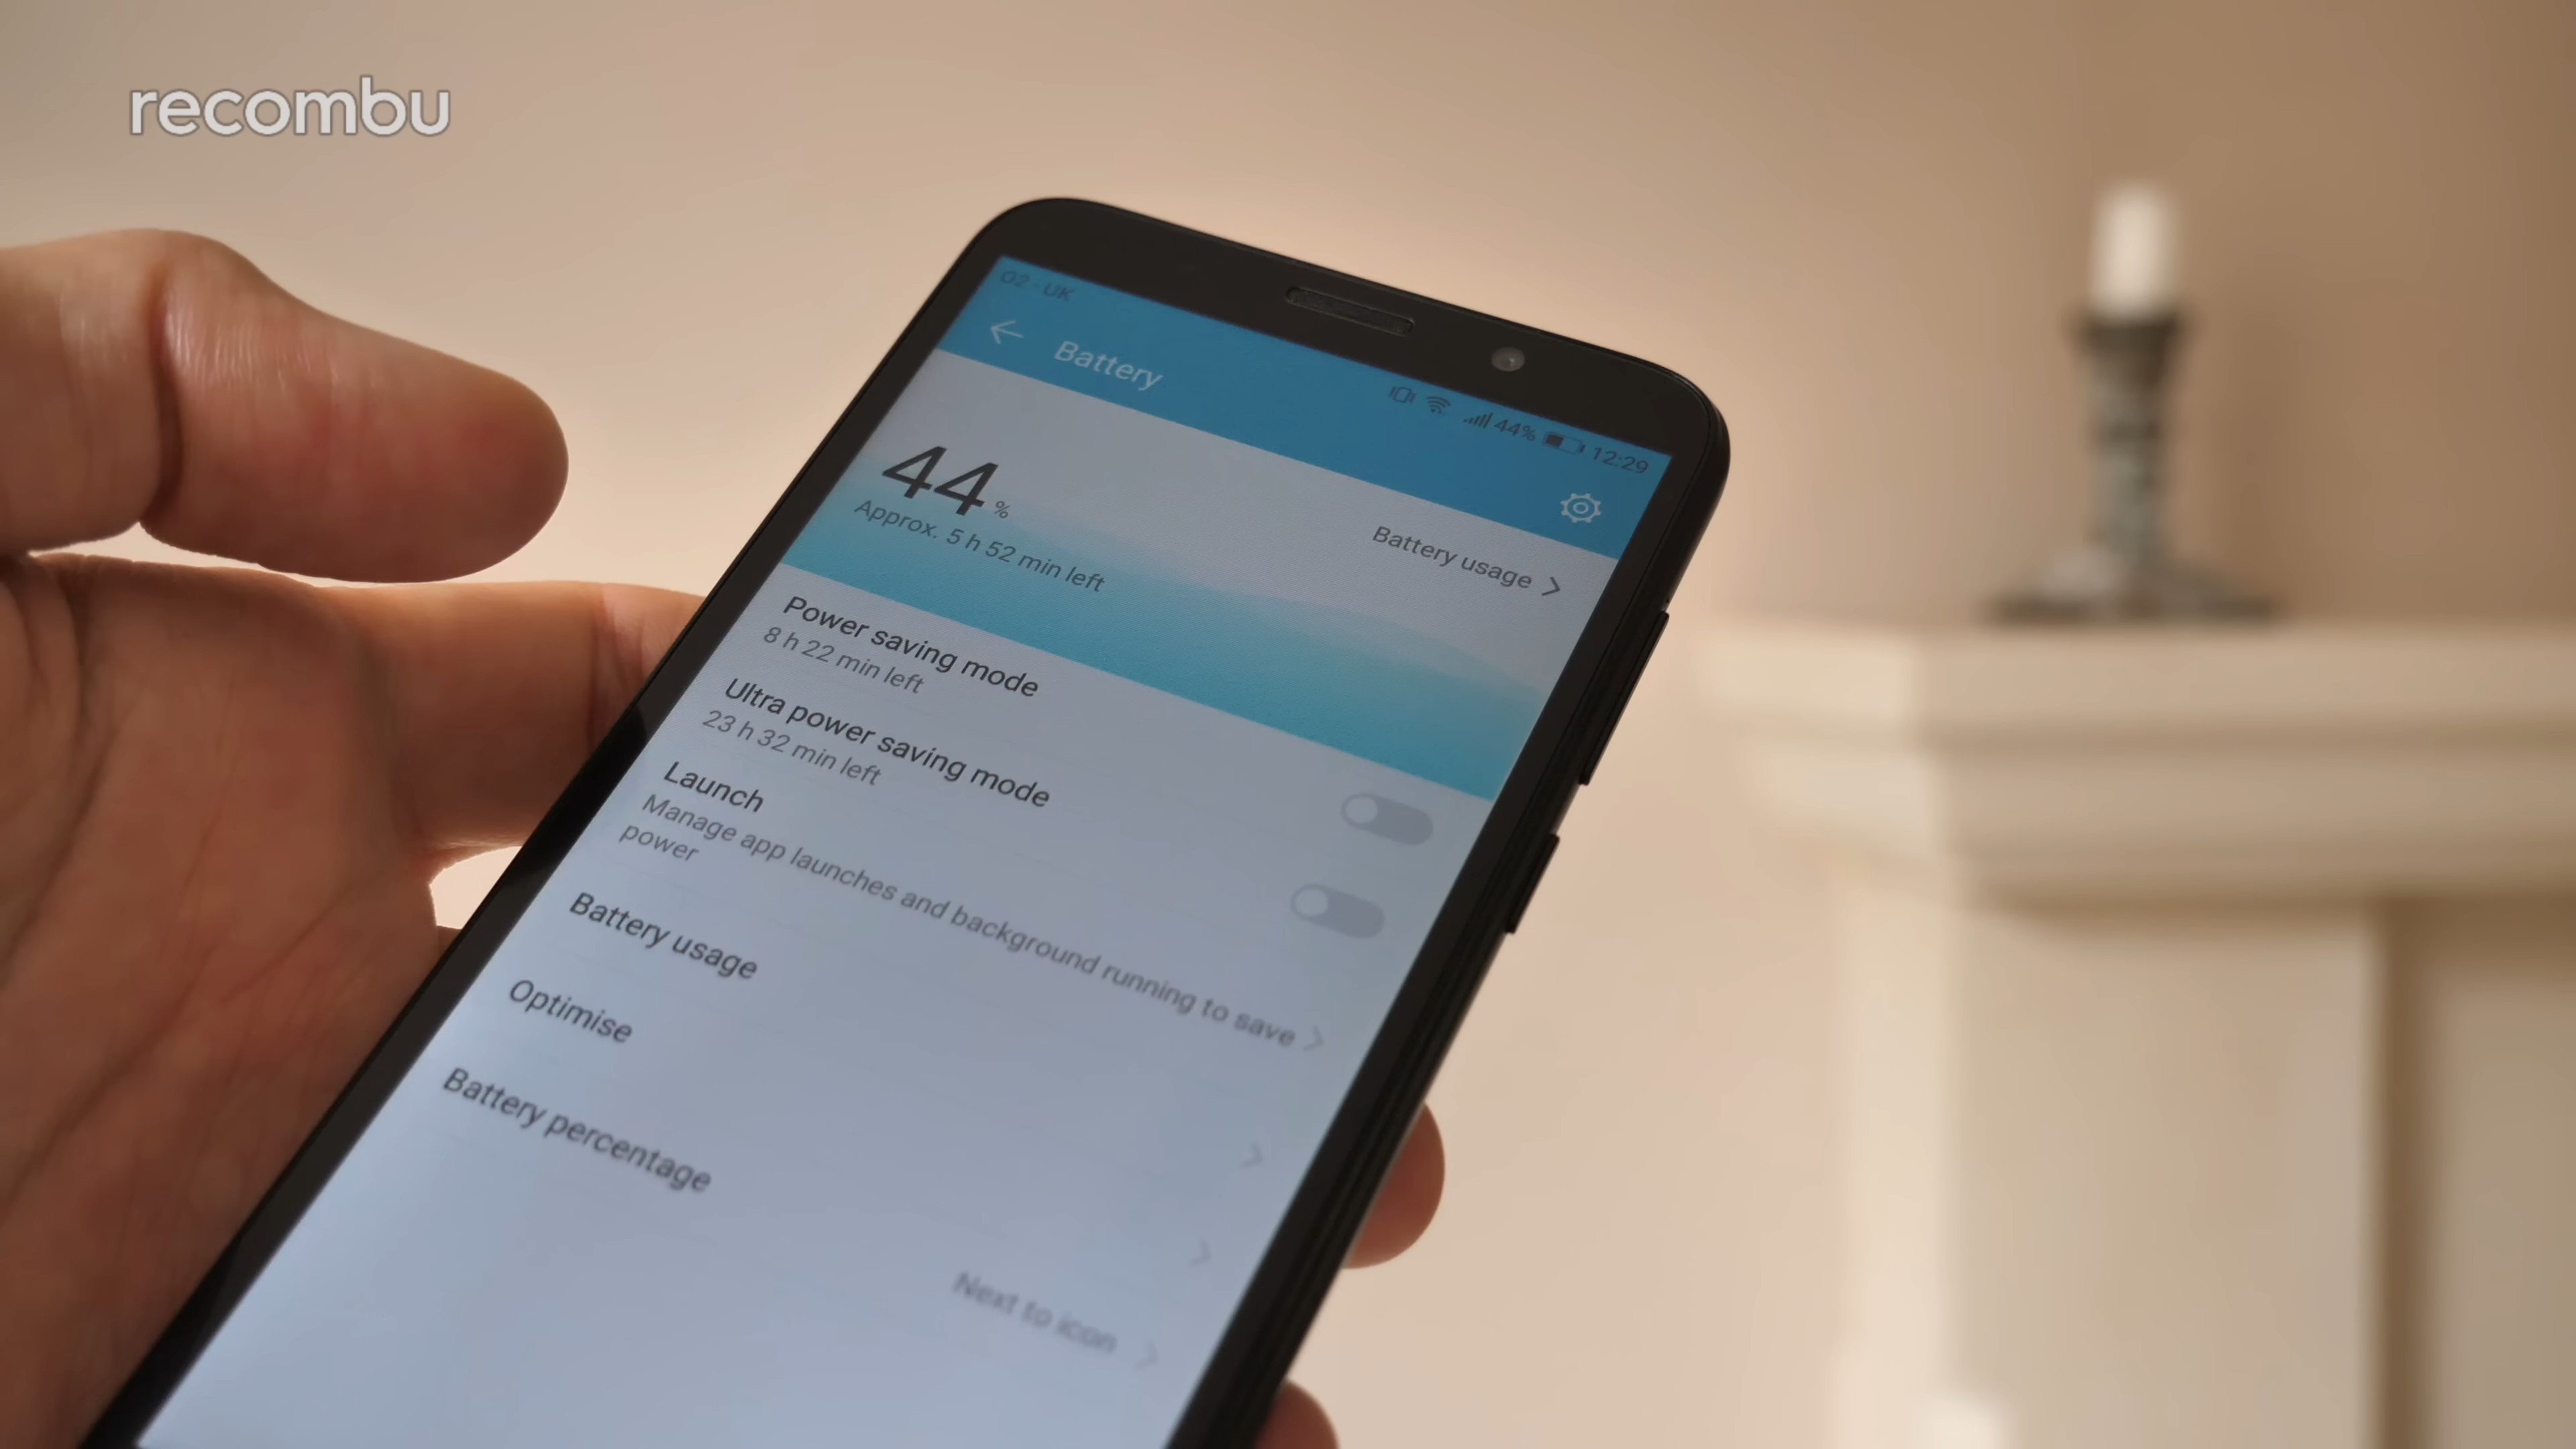 recombu
O2 - UK
44% 12:29
Battery
44%
Approx. 5 h 52 min left
Battery usage
Power saving mode
8 h 22 min left
Ultra power saving mode
23 h 32 min left
Launch
Manage app launches and background running to save
power
Battery usage
Optimise
Battery percentage
Next to icon